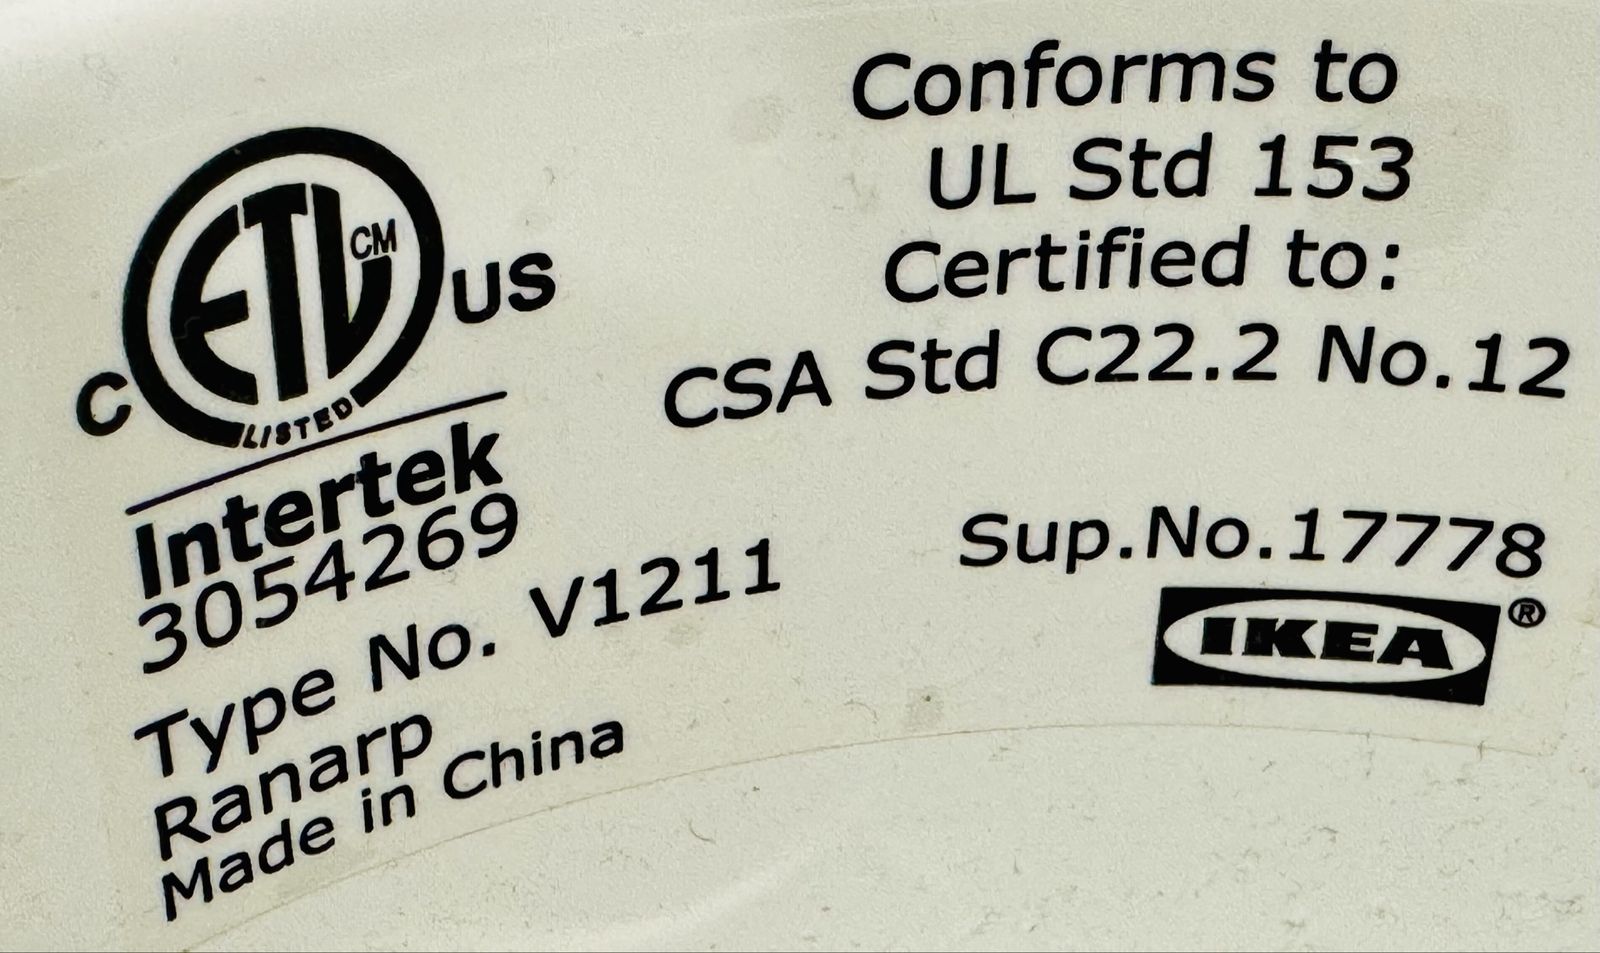 Conforms to
UL Std 153
Certified to:
CSA Std C22.2 No.12
C ETL CM US
LISTED
Intertek
3054269
Type No. V1211
Ranarp
Made in China
Sup.No.17778
IKEA ®